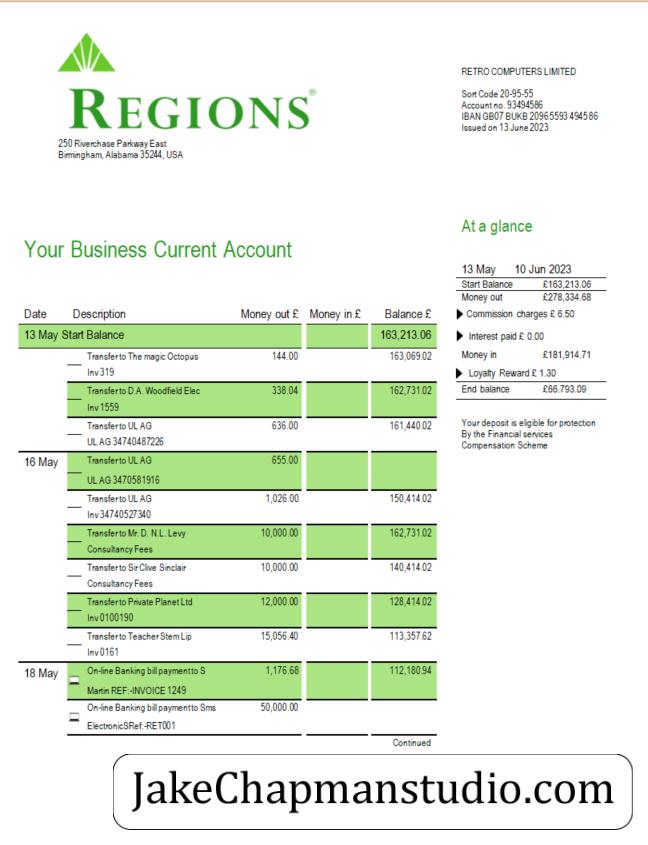 REGIONS®
250 Riverchase Parkway East
Birmingham, Alabama 35244, USA
RETRO COMPUTERS LIMITED
Sort Code 20-95-55
Account no. 93494586
IBAN GB07 BUKB 2096 5593 4945 86
Issued on 13 June 2023
Your Business Current Account
At a glance
13 May 10 Jun 2023
Start Balance £163,213.06
Money out £278,334.68
Commission charges £ 6.50
Interest paid £ 0.00
Money in £181,914.71
Loyalty Reward £ 1.30
End balance £66.793.09
Your deposit is eligible for protection
By the Financial services
Compensation Scheme
Date Description Money out £ Money in £ Balance £
13 May Start Balance 163,213.06
Transfer to The magic Octopus 144.00 163,069.02
Inv 319
Transfer to D.A. Woodfield Elec 338.04 162,731.02
Inv 1559
Transfer to UL AG 636.00 161,440.02
UL AG 34740487226
16 May Transfer to UL AG 655.00
UL AG 3470581916
Transfer to UL AG 1,026.00 150,414.02
Inv 34740527340
Transfer to Mr. D. N.L. Levy 10,000.00 162,731.02
Consultancy Fees
Transfer to Sir Clive Sinclair 10,000.00 140,414.02
Consultancy Fees
Transfer to Private Planet Ltd 12,000.00 128,414.02
Inv 0100190
Transfer to Teacher Stem Lip 15,056.40 113,357.62
Inv 0161
18 May On-line Banking bill payment to S 1,176.68 112,180.94
Martin REF:-INVOICE 1249
On-line Banking bill payment to Sms 50,000.00
ElectronicSRef:-RET001
Continued
JakeChapmanstudio.com